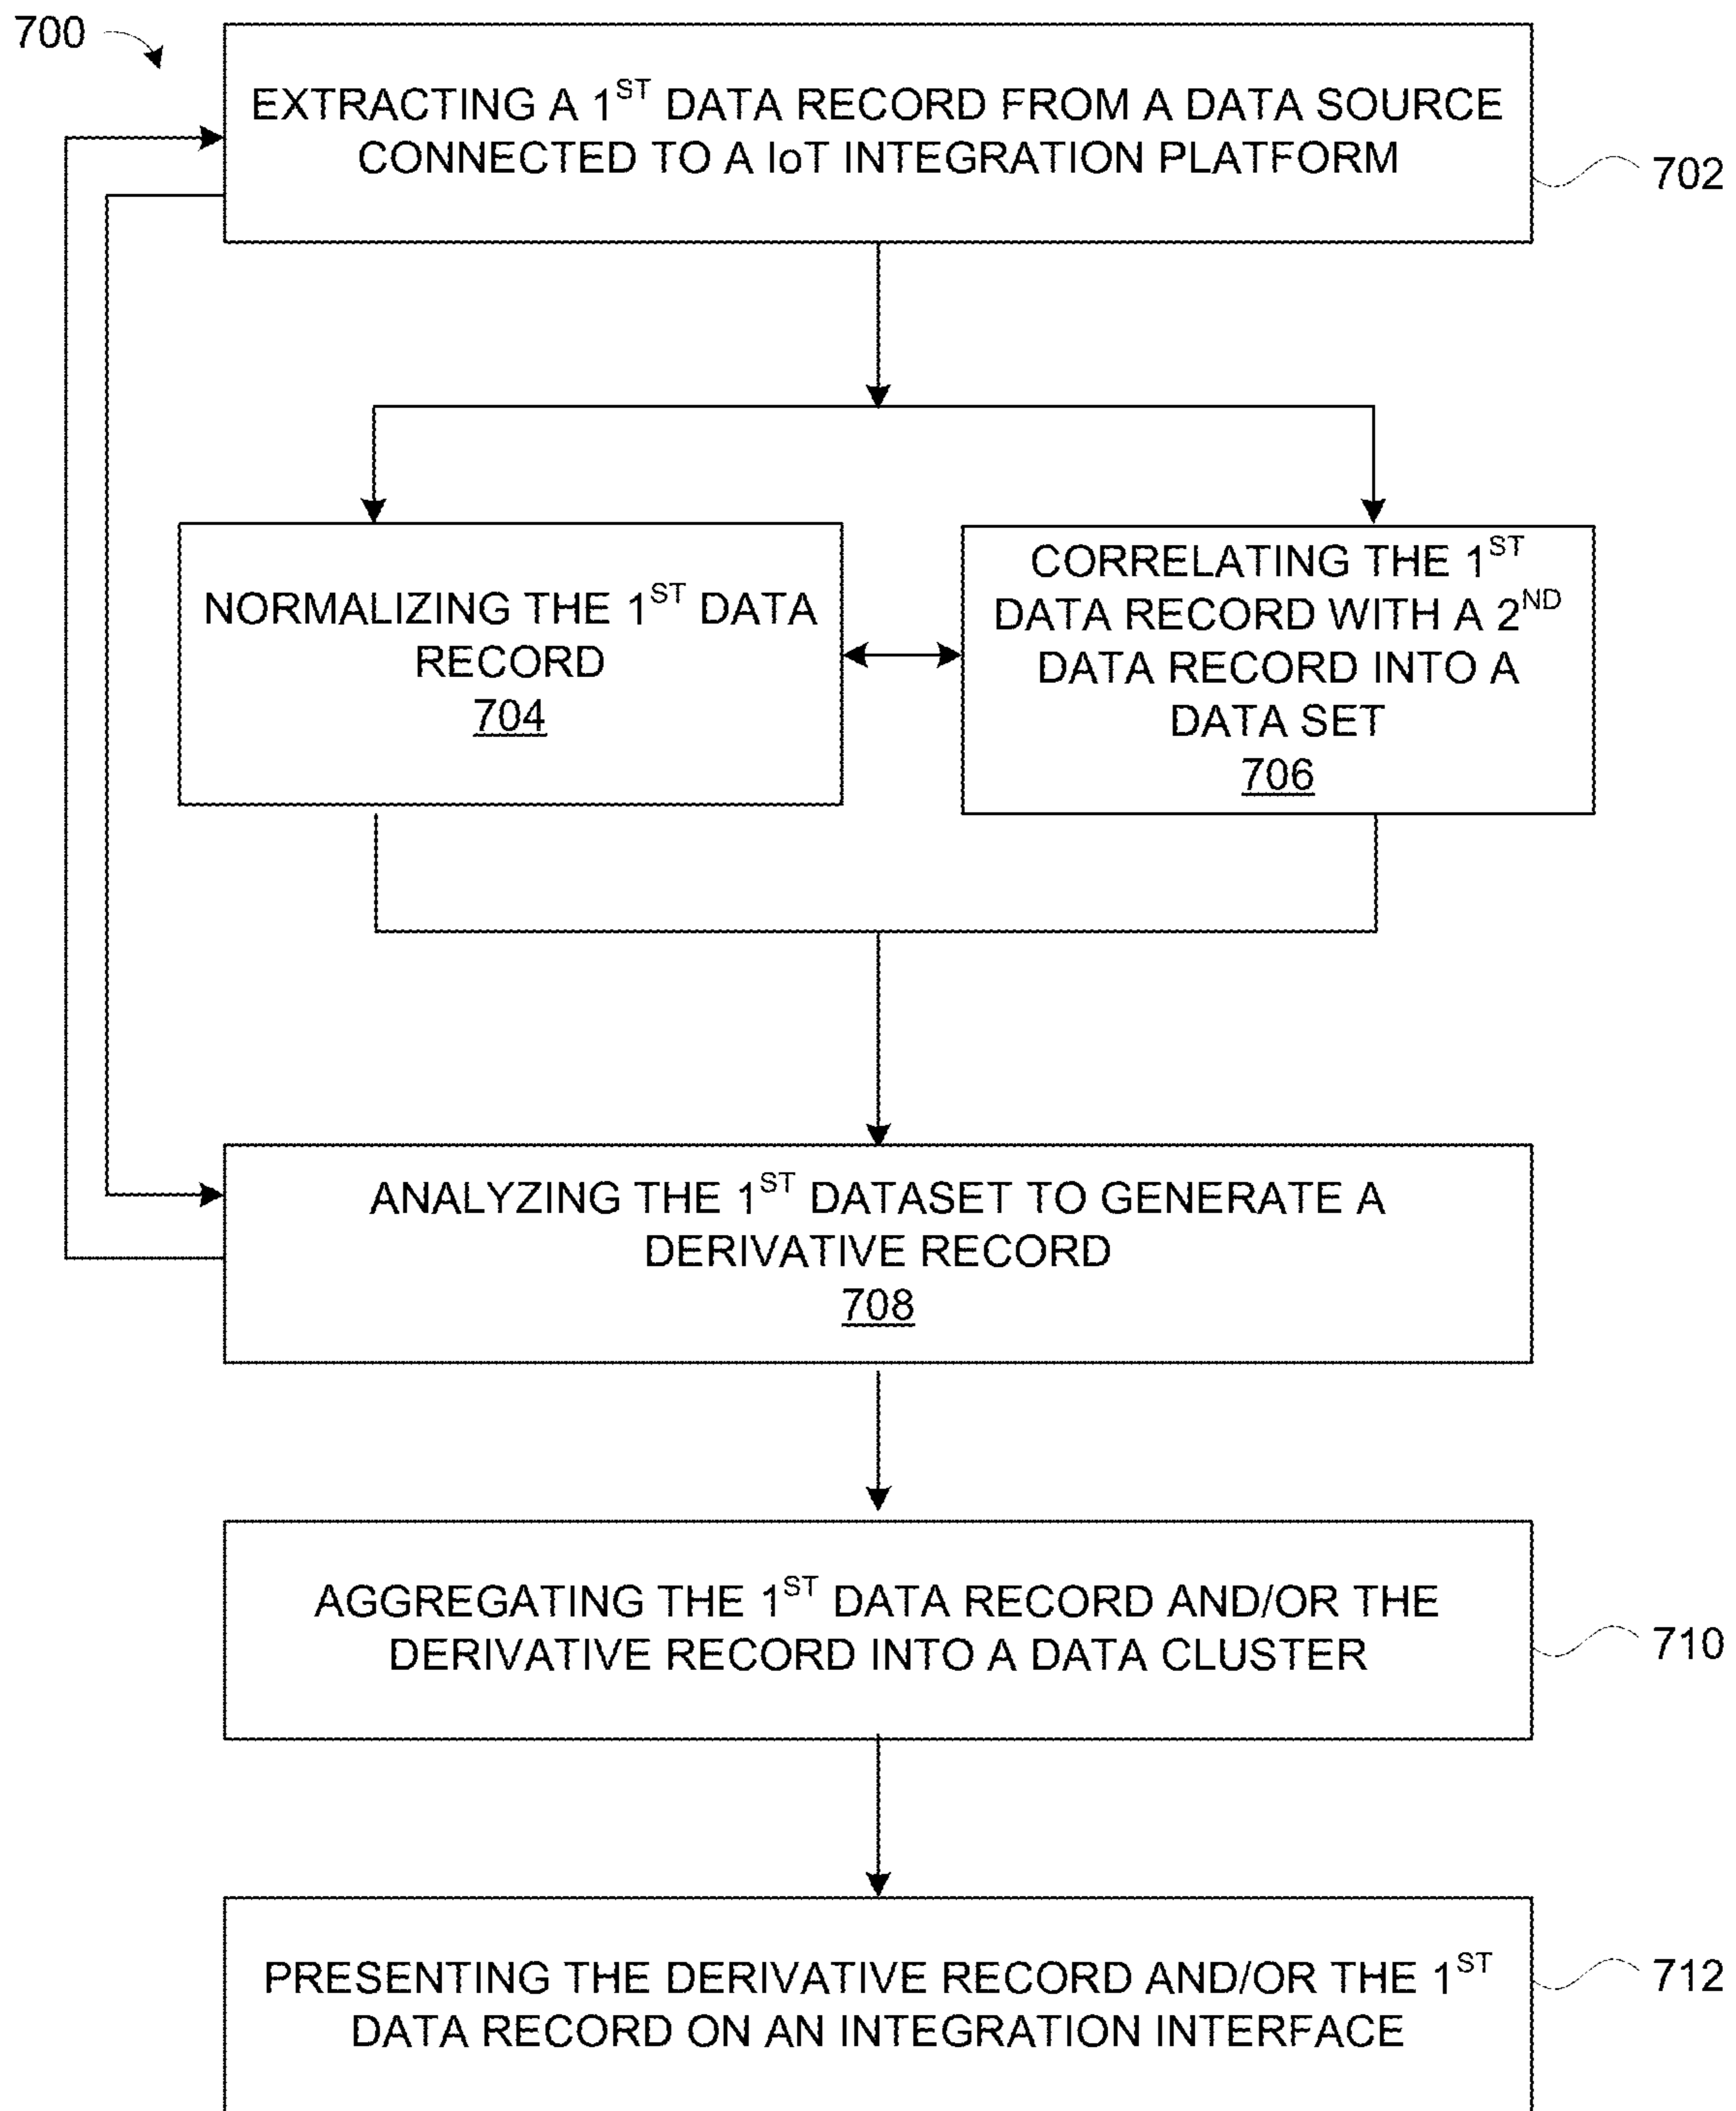 700
EXTRACTING A 1ST DATA RECORD FROM A DATA SOURCE
CONNECTED TO A IoT INTEGRATION PLATFORM
702
NORMALIZING THE 1ST DATA
RECORD
704
CORRELATING THE 1ST
DATA RECORD WITH A 2ND
DATA RECORD INTO A
DATA SET
706
ANALYZING THE 1ST DATASET TO GENERATE A
DERIVATIVE RECORD
708
AGGREGATING THE 1ST DATA RECORD AND/OR THE
DERIVATIVE RECORD INTO A DATA CLUSTER
710
PRESENTING THE DERIVATIVE RECORD AND/OR THE 1ST
DATA RECORD ON AN INTEGRATION INTERFACE
712